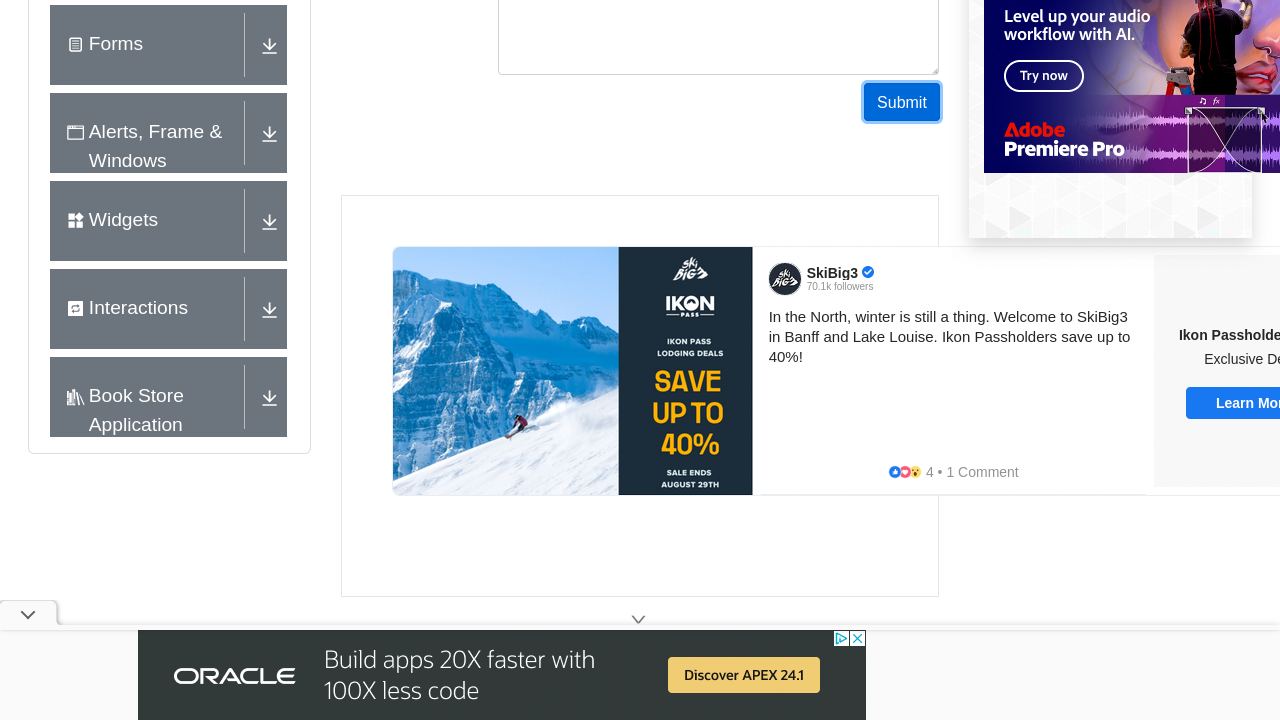 Forms
Alerts, Frame &
Windows
Widgets
Interactions
Book Store
Application
Submit
Level up your audio
workflow with AI.
Try now
fx
Adobe
Premiere Pro
Ski
BIG3
IKON
PASS
IKON PASS
LODGING DEALS
SAVE
UP TO
40%
SALE ENDS
AUGUST 29TH
SkiBig3
70.1k followers
In the North, winter is still a thing. Welcome to SkiBig3
in Banff and Lake Louise. Ikon Passholders save up to
40%!
4 • 1 Comment
Ikon Passholde
Exclusive De
Learn Mor
ORACLE
Build apps 20X faster with
100X less code
Discover APEX 24.1